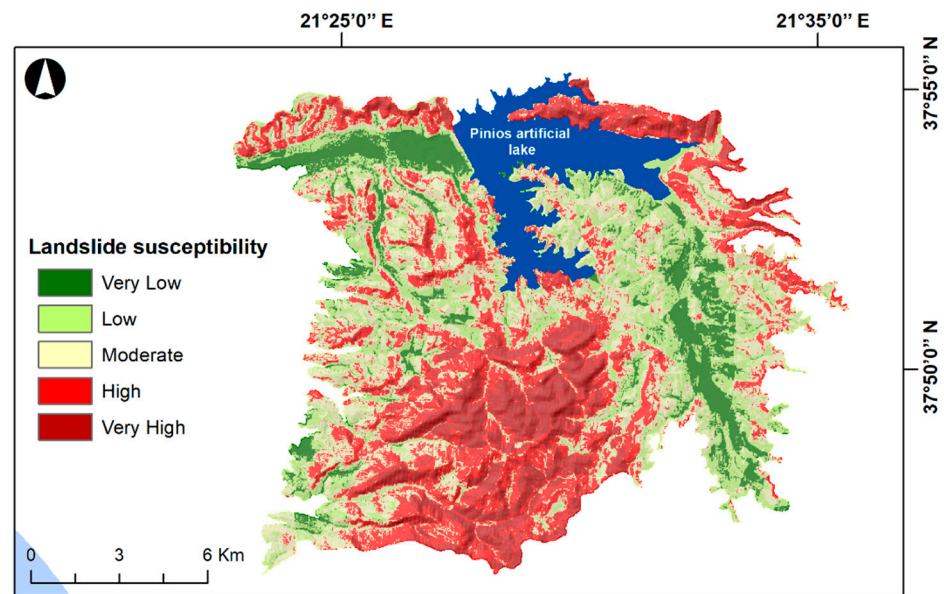 21°25'0’’ E
21°35'0’’ E
37°55'0’’ N
Pinios artificial
lake
Landslide susceptibility
Very Low
Low
Moderate
High
Very High
37°50'0’’ N
0 3 6 Km